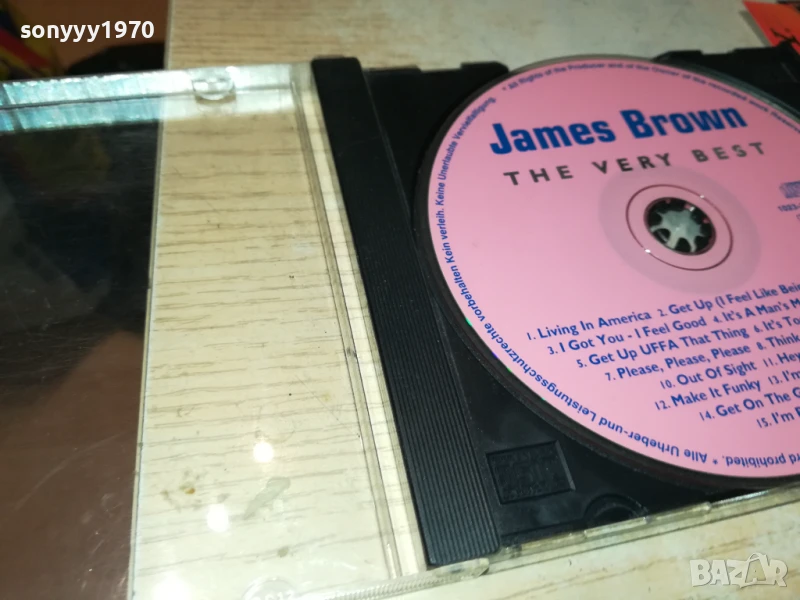 sonyyy1970
* All Rights of the Producer and of the Owner of the recorded work Reserved
James Brown
THE VERY BEST
1. Living In America 2. Get Up (I Feel Like Bein
3. I Got You - I Feel Good 4. It's A Man's M
5. Get Up UFFA That Thing 6. It's To
7. Please, Please, Please 8. Think
10. Out Of Sight 11. Hey
12. Make It Funky 13. I'm
14. Get On The G
15. I'm
* Alle Urheber-und Leistungsschutzrechte vorbehalten Kein verleih. Keine Unerlaubte Vervielfältigung.
prohibited.
BAZAR